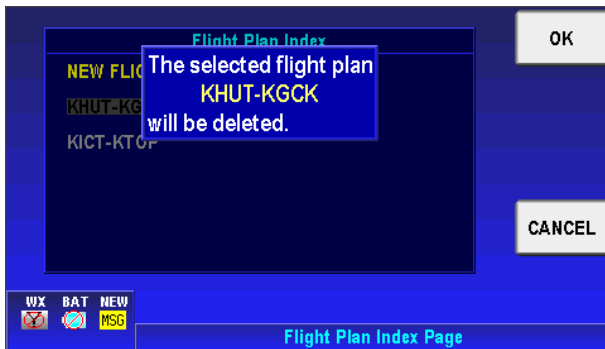 Flight Plan Index
OK
NEW FLIG
The selected flight plan
KHUT-KGCK
will be deleted.
KHUT-KG
KICT-KTOP
CANCEL
WX BAT NEW
MSG
Flight Plan Index Page